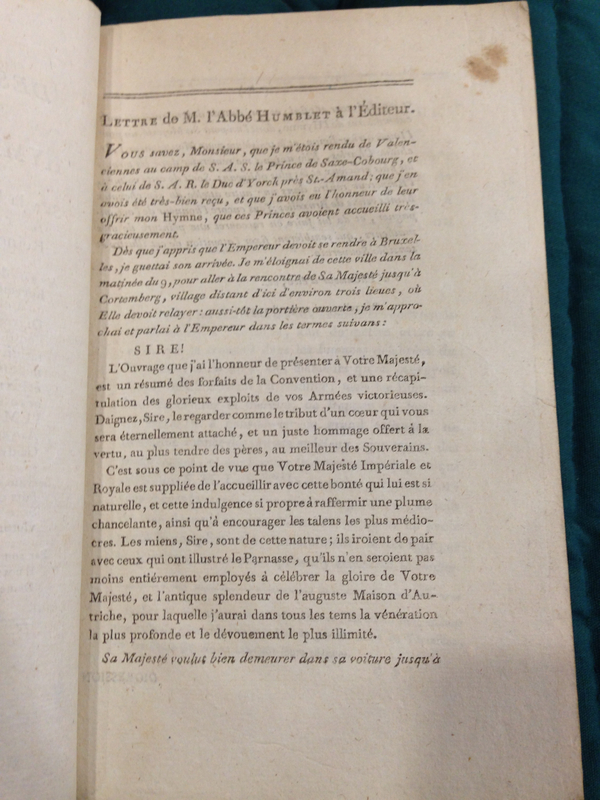 LETTRE de M. l'Abbé HUMBLET à l'Éditeur.
Vous savez, Monsieur, que je m'étois rendu de Valen-
ciennes au camp de S. A. S. le Prince de Saxe-Cobourg, et
à celui de S. A. R. le Duc d'Yorck près St.-Amand; que j'en
avois été très-bien reçu, et que j'avois eu l'honneur de leur
offrir mon Hymne, que ces Princes avoient accueilli très-
gracieusement.
Dès que j'appris que l'Empereur devoit se rendre à Bruxel-
les, je guettai son arrivée. Je m'éloignai de cette ville dans la
matinée du 9, pour aller à la rencontre de Sa Majesté jusqu'à
Cortemberg, village distant d'ici d'environ trois lieues, où
Elle devoit relayer: aussi-tôt la portière ouverte, je m'appro-
chai et parlai à l'Empereur dans les termes suivans:
SIRE!
L'Ouvrage que j'ai l'honneur de présenter à Votre Majesté,
est un résumé des forfaits de la Convention, et une récapi-
tulation des glorieux exploits de vos Armées victorieuses.
Daignez, Sire, le regarder comme le tribut d'un cœur qui vous
sera éternellement attaché, et un juste hommage offert à la
vertu, au plus tendre des pères, au meilleur des Souverains.
C'est sous ce point de vue que Votre Majesté Impériale et
Royale est suppliée de l'accueillir avec cette bonté qui lui est si
naturelle, et cette indulgence si propre à raffermir une plume
chancelante, ainsi qu'à encourager les talens les plus médio-
cres. Les miens, Sire, sont de cette nature; ils iroient de pair
avec ceux qui ont illustré le Parnasse, qu'ils n'en seroient pas
moins entiérement employés à célébrer la gloire de Votre
Majesté, et l'antique splendeur de l'auguste Maison d'Au-
triche, pour laquelle j'aurai dans tous les tems la vénération
la plus profonde et le dévouement le plus illimité.
Sa Majesté voulut bien demeurer dans sa voiture jusqu'à